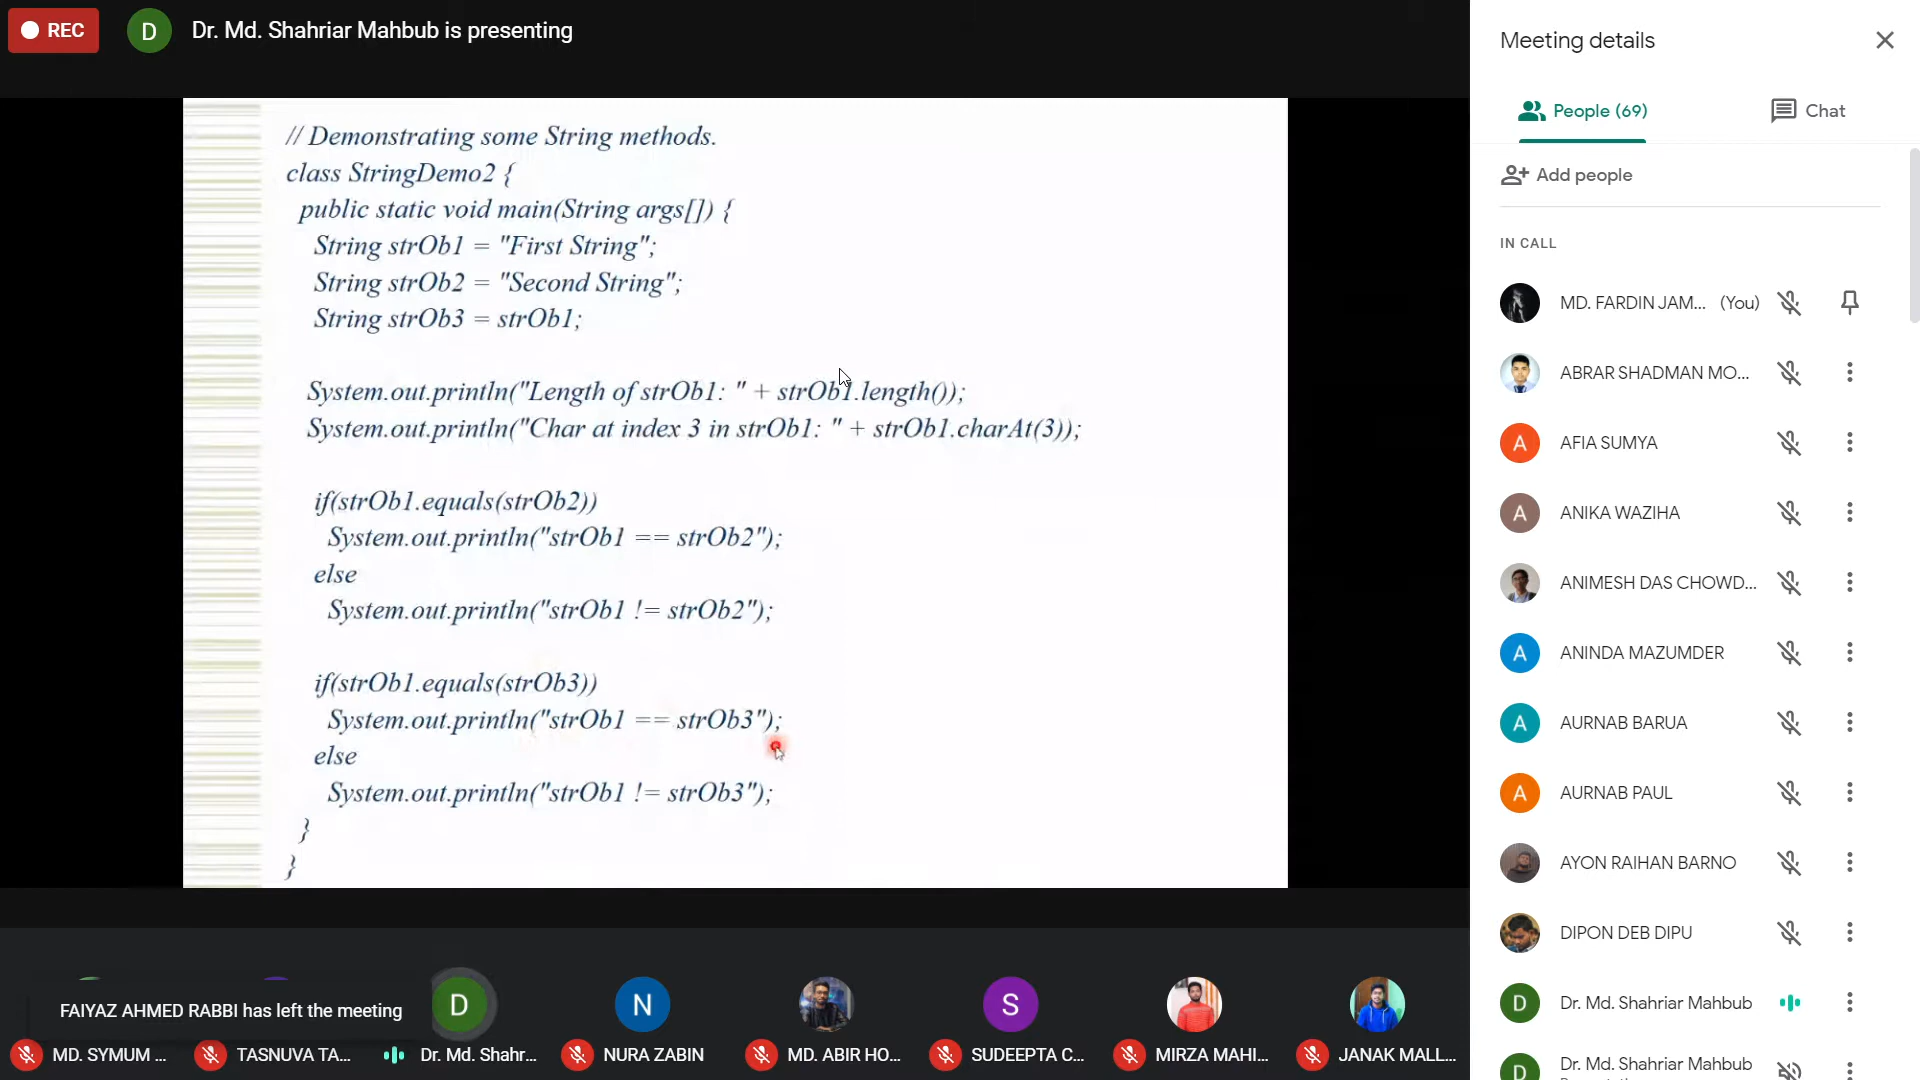 REC
D
Dr. Md. Shahriar Mahbub is presenting
// Demonstrating some String methods.
class StringDemo2 {
public static void main(String args[]) {
String strOb1 = "First String";
String strOb2 = "Second String";
String strOb3 = strOb1;
System.out.println("Length of strOb1: " + strOb1.length());
System.out.println("Char at index 3 in strOb1: " + strOb1.charAt(3));
if(strOb1.equals(strOb2))
System.out.println("strOb1 == strOb2");
else
System.out.println("strOb1 != strOb2");
if(strOb1.equals(strOb3))
System.out.println("strOb1 == strOb3");
else
System.out.println("strOb1 != strOb3");
}
}
FAIYAZ AHMED RABBI has left the meeting
D
N
S
MD. SYMUM ...
TASNUVA TA...
Dr. Md. Shahr...
NURA ZABIN
MD. ABIR HO...
SUDEEPTA C...
MIRZA MAHI...
JANAK MALL...
Meeting details
People (69)
Chat
Add people
IN CALL
MD. FARDIN JAM... (You)
ABRAR SHADMAN MO...
A AFIA SUMYA
A ANIKA WAZIHA
ANIMESH DAS CHOWD...
A ANINDA MAZUMDER
A AURNAB BARUA
A AURNAB PAUL
AYON RAIHAN BARNO
DIPON DEB DIPU
D Dr. Md. Shahriar Mahbub
D Dr. Md. Shahriar Mahbub